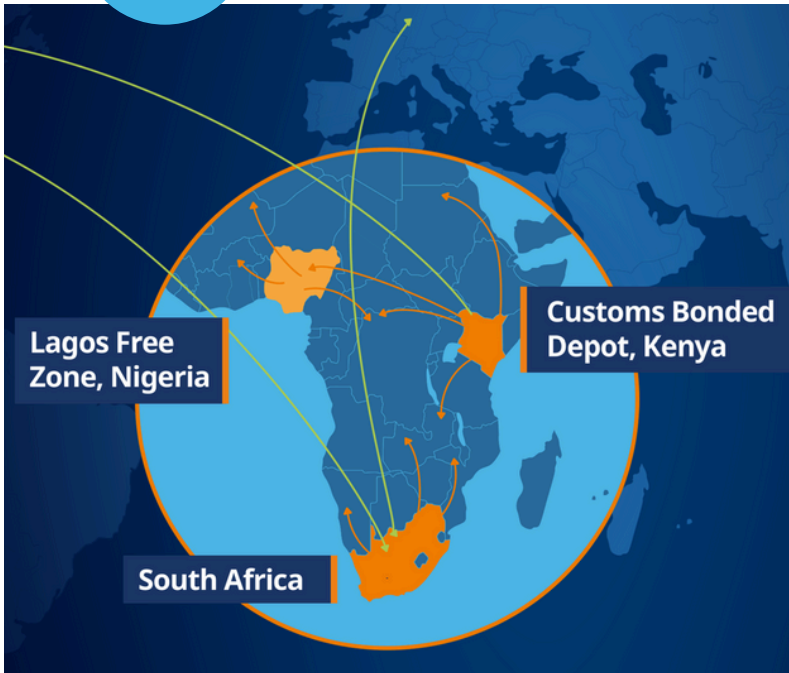 Lagos Free
Zone, Nigeria
Customs Bonded
Depot, Kenya
South Africa